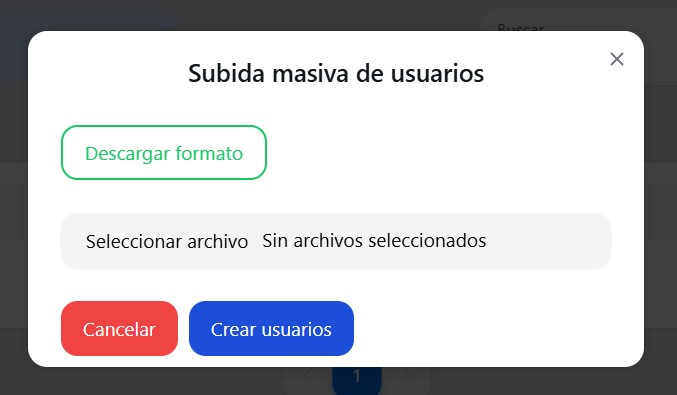 Buscar
Subida masiva de usuarios
Descargar formato
Seleccionar archivo Sin archivos seleccionados
Cancelar
Crear usuarios
1